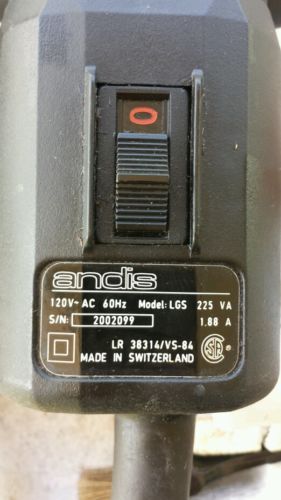 0
andis
120V~ AC 60Hz Model: LGS 225 VA
S/N: 2002099 1.88 A
LR 38314/VS-84
MADE IN SWITZERLAND
SA